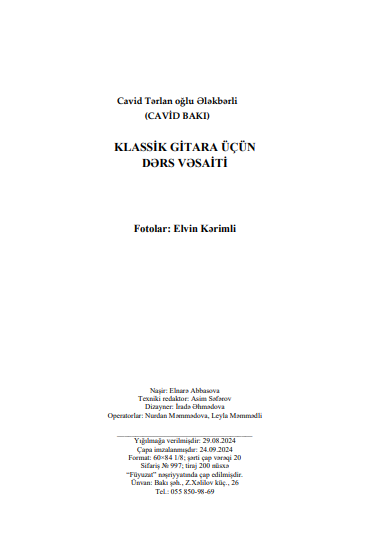 Cavid Tərlan oğlu Ələkbərli
(CAVİD BAKI)
KLASSİK GİTARA ÜÇÜN
DƏRS VƏSAİTİ
Fotolar: Elvin Kərimli
Naşir: Elnarə Abbasova
Texniki redaktor: Asim Səfərov
Dizayner: İradə Əhmədova
Operatorlar: Nurdan Məmmədova, Leyla Məmmədli
Yığılmağa verilmişdir: 29.08.2024
Çapa imzalanmışdır: 24.09.2024
Format: 60×84 1/8; şərti çap vərəqi 20
Sifariş № 997; tiraj 200 nüsxə
“Füyuzat” nəşriyyatında çap edilmişdir.
Ünvan: Bakı şəh., Z.Xəlilov küç., 26
Tel.: 055 850-98-69